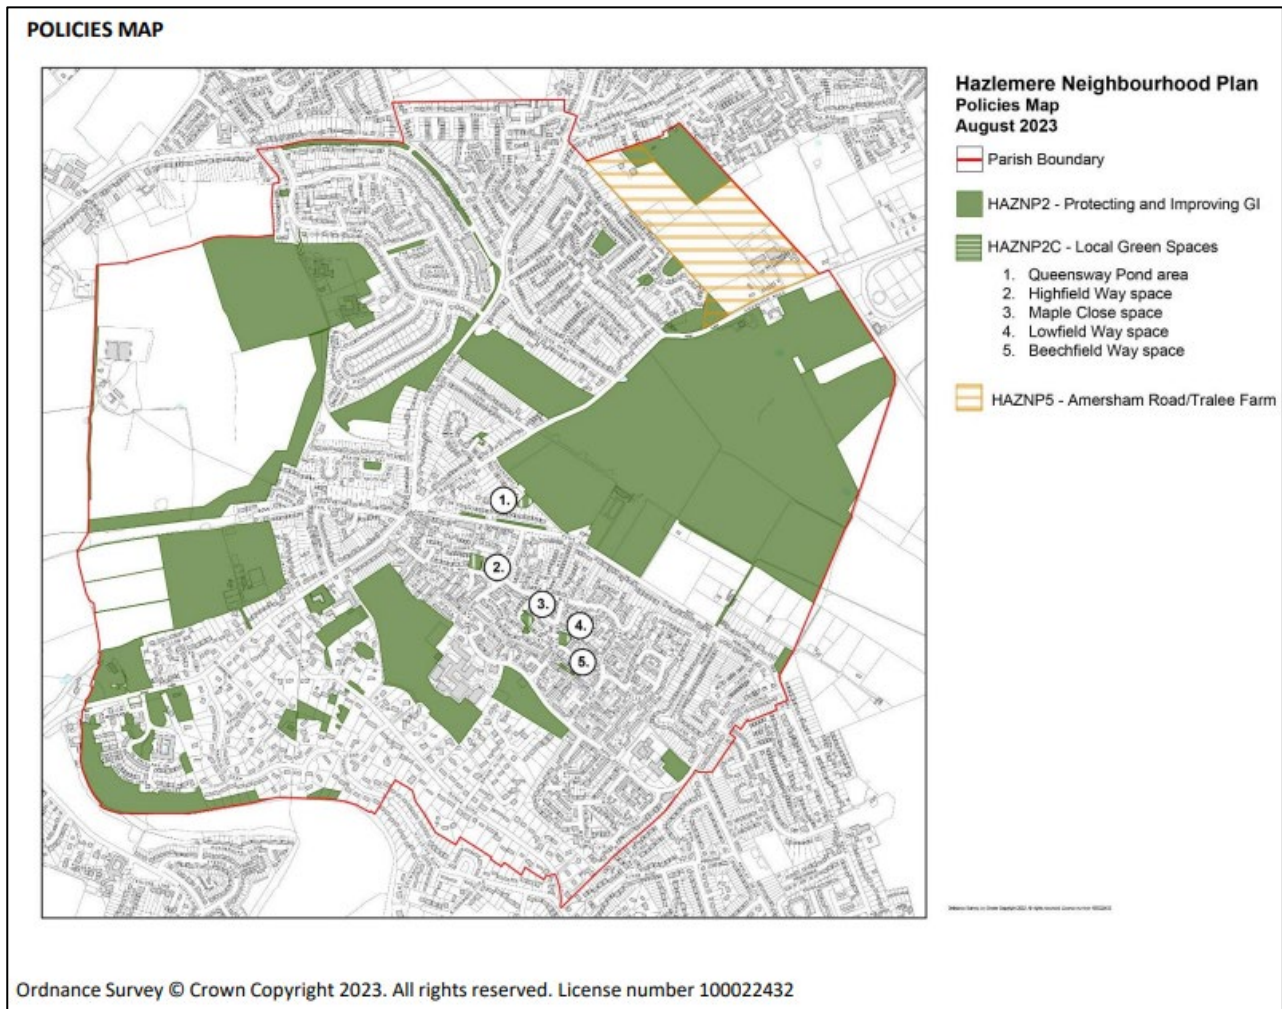 POLICIES MAP
Hazlemere Neighbourhood Plan
Policies Map
August 2023
Parish Boundary
HAZNP2 - Protecting and Improving GI
HAZNP2C - Local Green Spaces
1. Queensway Pond area
2. Highfield Way space
3. Maple Close space
4. Lowfield Way space
5. Beechfield Way space
HAZNP5 - Amersham Road/Tralee Farm
1.
2.
3.
4.
5.
Ordnance Survey © Crown Copyright 2023. All rights reserved. License number 100022432